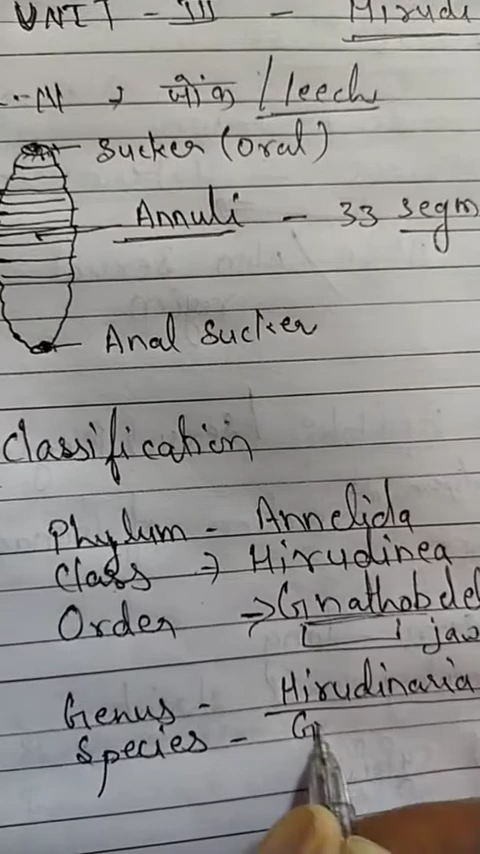 UNIT - III - Hirudi
→ जोंक / Leech
Sucker (oral)
Annuli - 33 segm
Anal Sucker
Classification
Phylum - Annelida
Class → Hirudinea
Order → Gnathobdel
jaw
Genus - Hirudinaria
Species - G